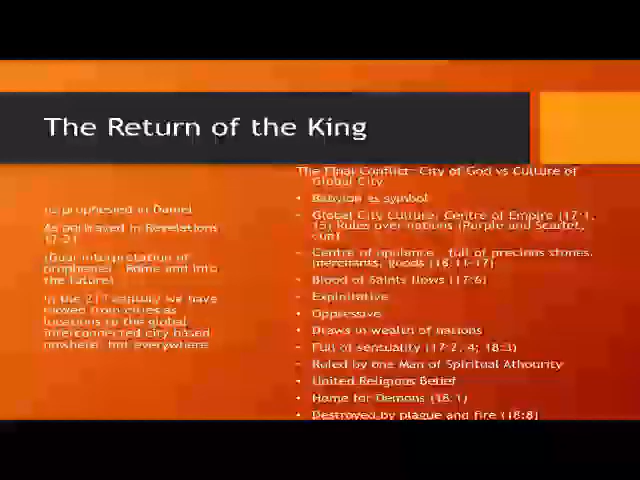 The Return of the King
As prophesied in Daniel
As portrayed in Revelations
17-21
(Dual interpretation of
prophesies - Rome and into
the future)
In the 21st century we have
moved from cities as
locations to the global
interconnected city based
nowhere, but everywhere
The Final Conflict: City of God vs Culture of
Global City
• Babylon as symbol
• Global City Culture, Centre of Empire (17:1,
15) Rules over nations (Purple and Scarlet,
cup)
• Centre of opulance - full of precious stones,
merchants, goods (18:11-17)
• Blood of Saints flows (17:6)
• Exploitative
• Oppressive
• Draws in wealth of nations
• Full of sensuality (17:2, 4; 18:3)
• Ruled by one Man of Spiritual Athourity
• United Religious Belief
• Home for Demons (18:1)
• Destroyed by plague and fire (18:8)